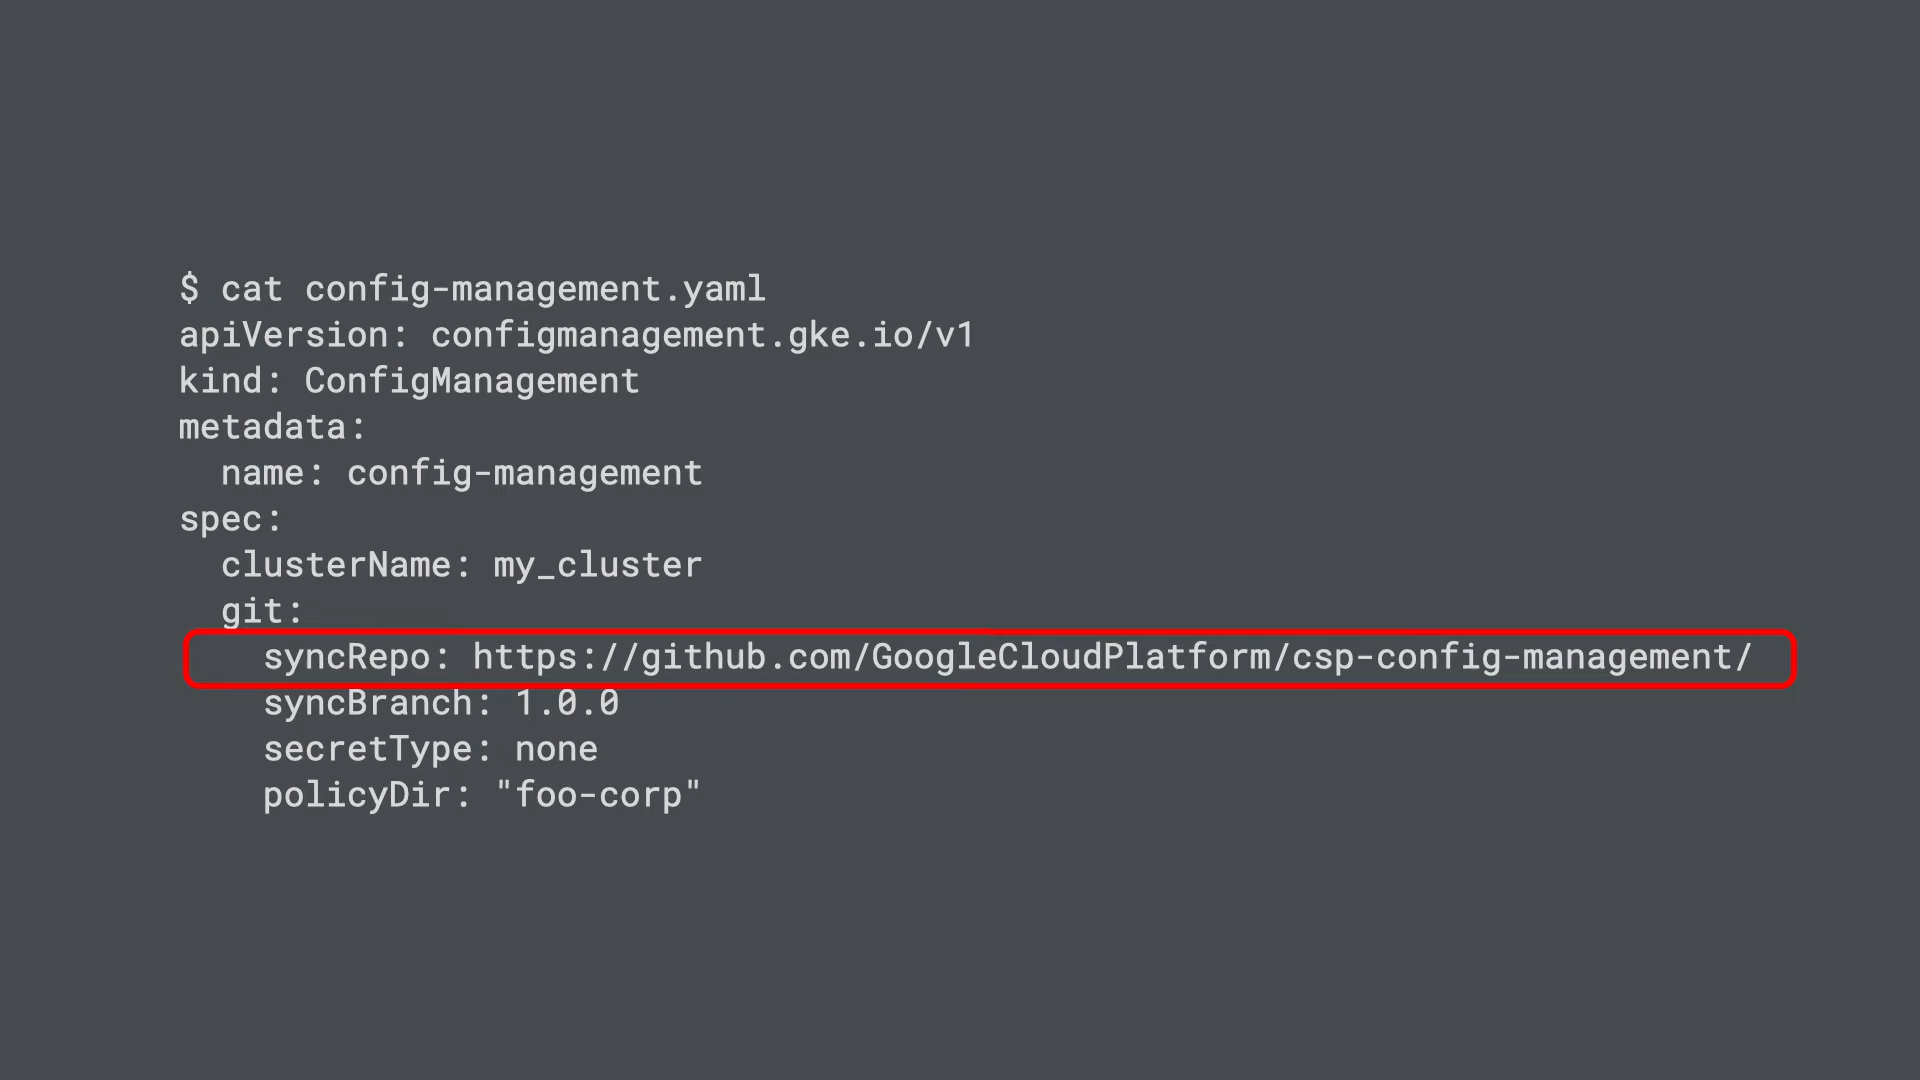 $ cat config-management.yaml
apiVersion: configmanagement.gke.io/v1
kind: ConfigManagement
metadata:
  name: config-management
spec:
  clusterName: my_cluster
  git:
    syncRepo: https://github.com/GoogleCloudPlatform/csp-config-management/
    syncBranch: 1.0.0
    secretType: none
    policyDir: "foo-corp"